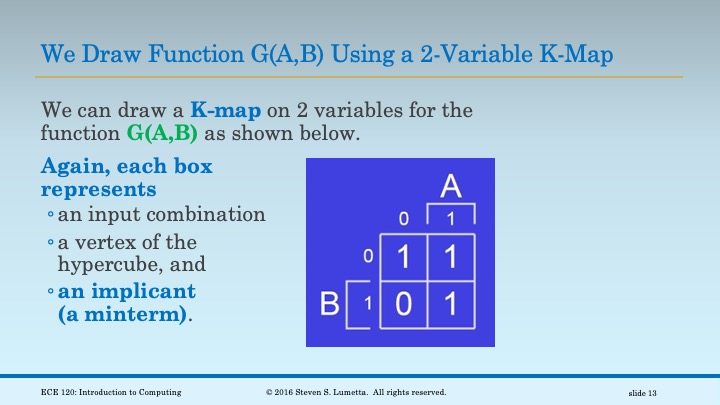 We Draw Function G(A,B) Using a 2-Variable K-Map
We can draw a K-map on 2 variables for the
function G(A,B) as shown below.
Again, each box
represents
◦an input combination
◦a vertex of the
hypercube, and
◦an implicant
(a minterm).
A
0 1
0 1 1
B 1 0 1
ECE 120: Introduction to Computing
© 2016 Steven S. Lumetta. All rights reserved.
slide 13